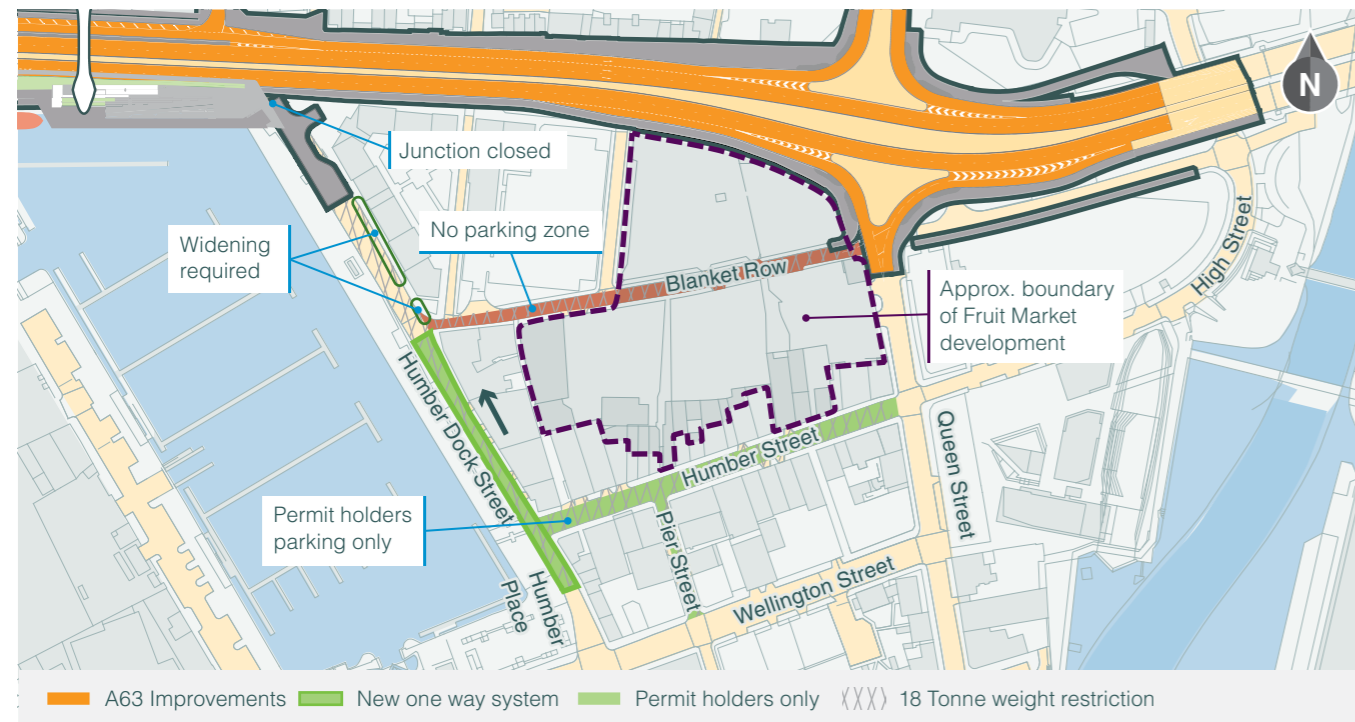 N
Junction closed
No parking zone
Widening
required
Blanket Row
High Street
Approx. boundary
of Fruit Market
development
Humber Dock Street
Humber Street
Queen Street
Permit holders
parking only
Pier Street
Humber
Place
Wellington Street
A63 Improvements
New one way system
Permit holders only
18 Tonne weight restriction